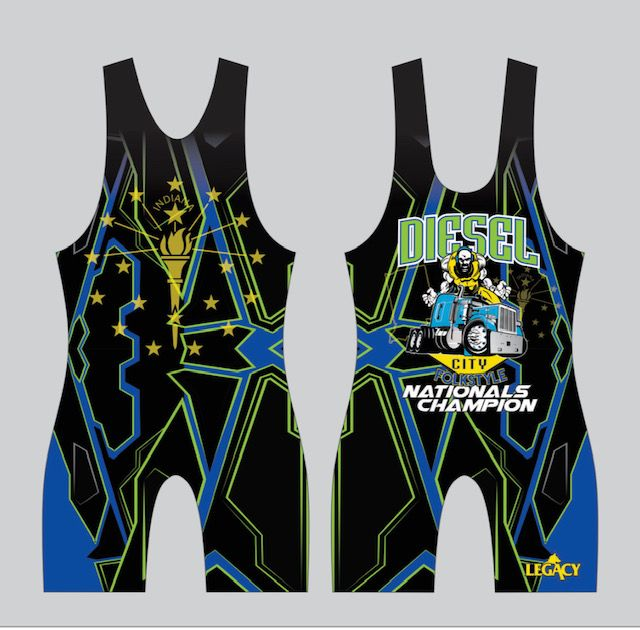 INDIANA
DIESEL
CITY
FOLKSTYLE
NATIONALS
CHAMPION
LEGACY